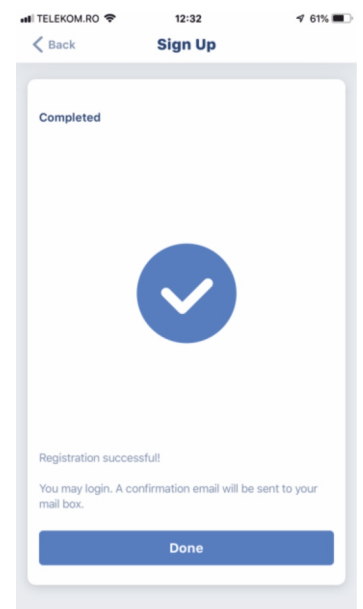 TELEKOM.RO 12:32 61%
Back Sign Up
Completed
Registration successful!
You may login. A confirmation email will be sent to your
mail box.
Done